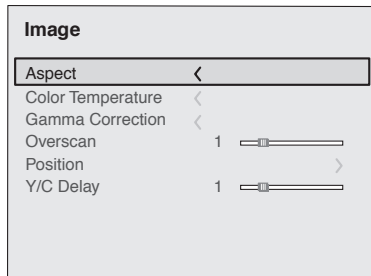 Image
Aspect
Color Temperature
Gamma Correction
Overscan 1
Position
Y/C Delay 1